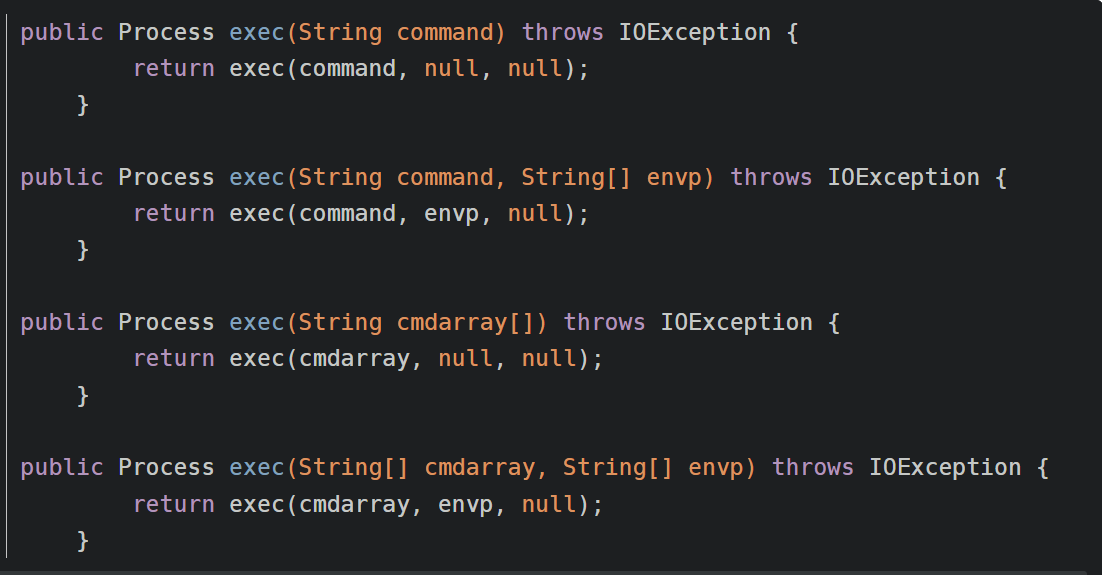 public Process exec(String command) throws IOException {
        return exec(command, null, null);
    }
public Process exec(String command, String[] envp) throws IOException {
        return exec(command, envp, null);
    }
public Process exec(String cmdarray[]) throws IOException {
        return exec(cmdarray, null, null);
    }
public Process exec(String[] cmdarray, String[] envp) throws IOException {
        return exec(cmdarray, envp, null);
    }